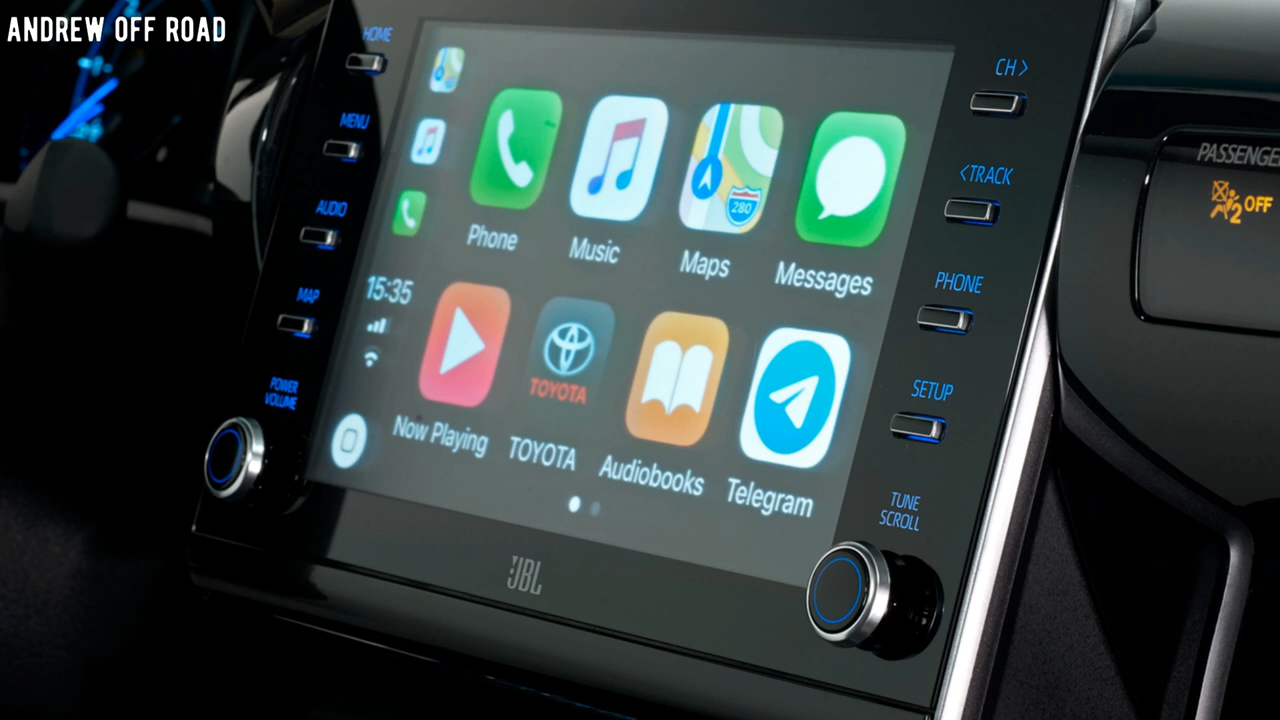 ANDREW OFF ROAD
HOME
MENU
AUDIO
MAP
POWER
VOLUME
15:35
Phone
Music
280
Maps
Messages
Now Playing
TOYOTA
TOYOTA
Audiobooks
Telegram
JBL
CH >
< TRACK
PHONE
SETUP
TUNE
SCROLL
2 OFF